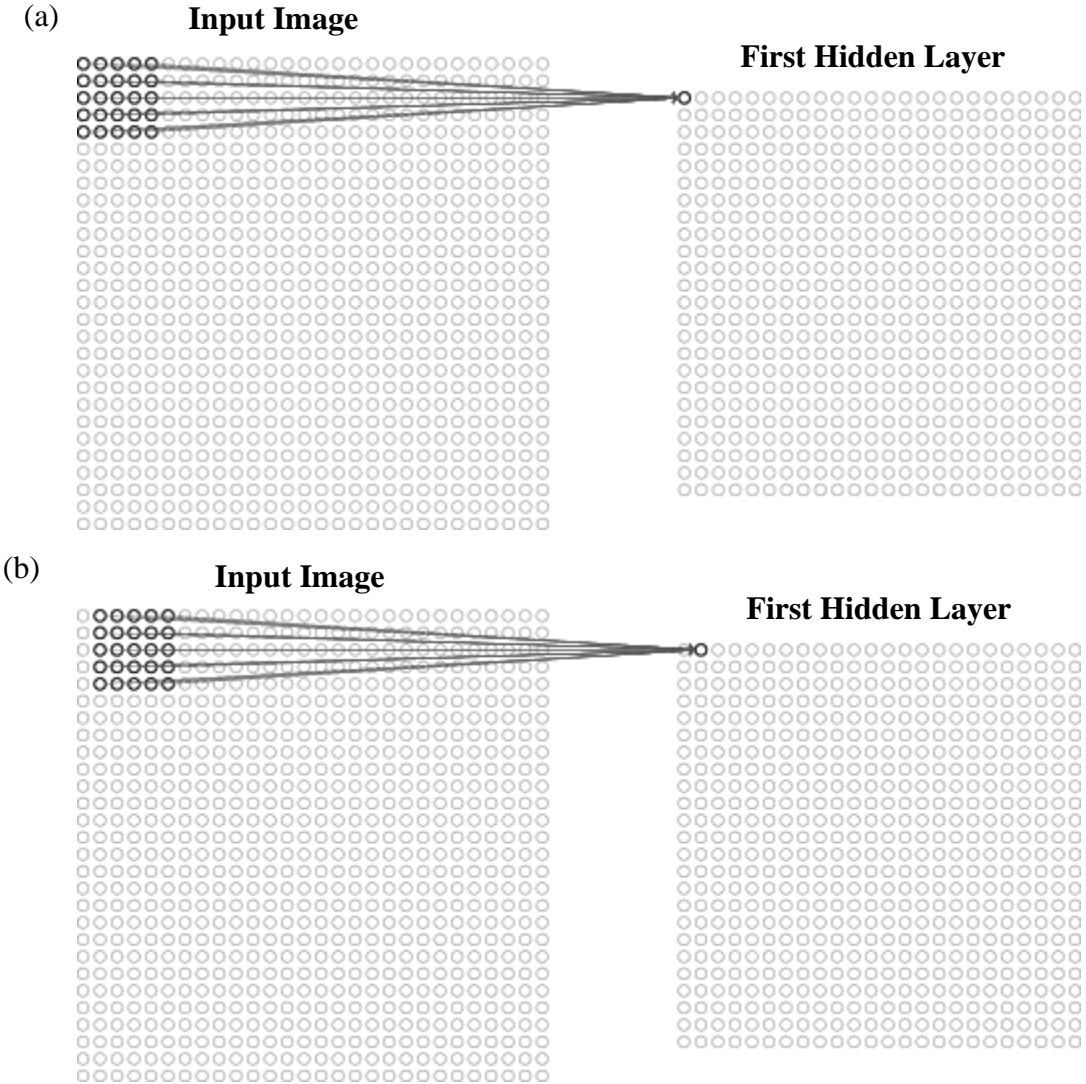 (a)
Input Image
First Hidden Layer
(b)
Input Image
First Hidden Layer